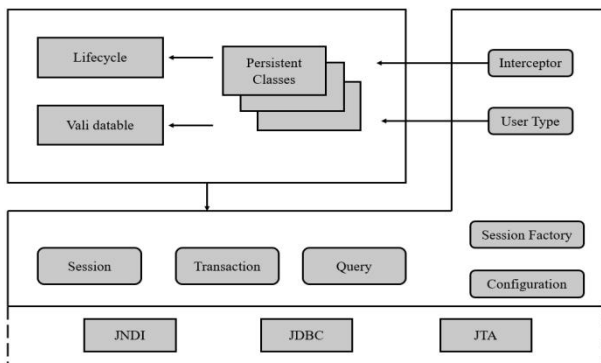 Lifecycle
Persistent
Classes
Interceptor
Vali datable
User Type
Session Factory
Session
Transaction
Query
Configuration
JNDI
JDBC
JTA